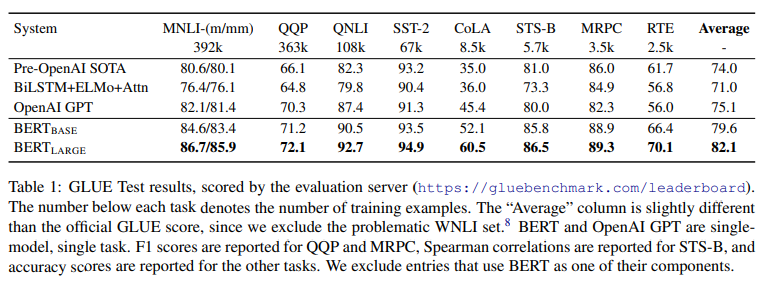 System MNLI-(m/mm) QQP QNLI SST-2 CoLA STS-B MRPC RTE Average
392k 363k 108k 67k 8.5k 5.7k 3.5k 2.5k -
Pre-OpenAI SOTA 80.6/80.1 66.1 82.3 93.2 35.0 81.0 86.0 61.7 74.0
BiLSTM+ELMo+Attn 76.4/76.1 64.8 79.8 90.4 36.0 73.3 84.9 56.8 71.0
OpenAI GPT 82.1/81.4 70.3 87.4 91.3 45.4 80.0 82.3 56.0 75.1
BERTBASE 84.6/83.4 71.2 90.5 93.5 52.1 85.8 88.9 66.4 79.6
BERTLARGE 86.7/85.9 72.1 92.7 94.9 60.5 86.5 89.3 70.1 82.1
Table 1: GLUE Test results, scored by the evaluation server (https://gluebenchmark.com/leaderboard).
The number below each task denotes the number of training examples. The “Average” column is slightly different
than the official GLUE score, since we exclude the problematic WNLI set.8 BERT and OpenAI GPT are single-
model, single task. F1 scores are reported for QQP and MRPC, Spearman correlations are reported for STS-B, and
accuracy scores are reported for the other tasks. We exclude entries that use BERT as one of their components.